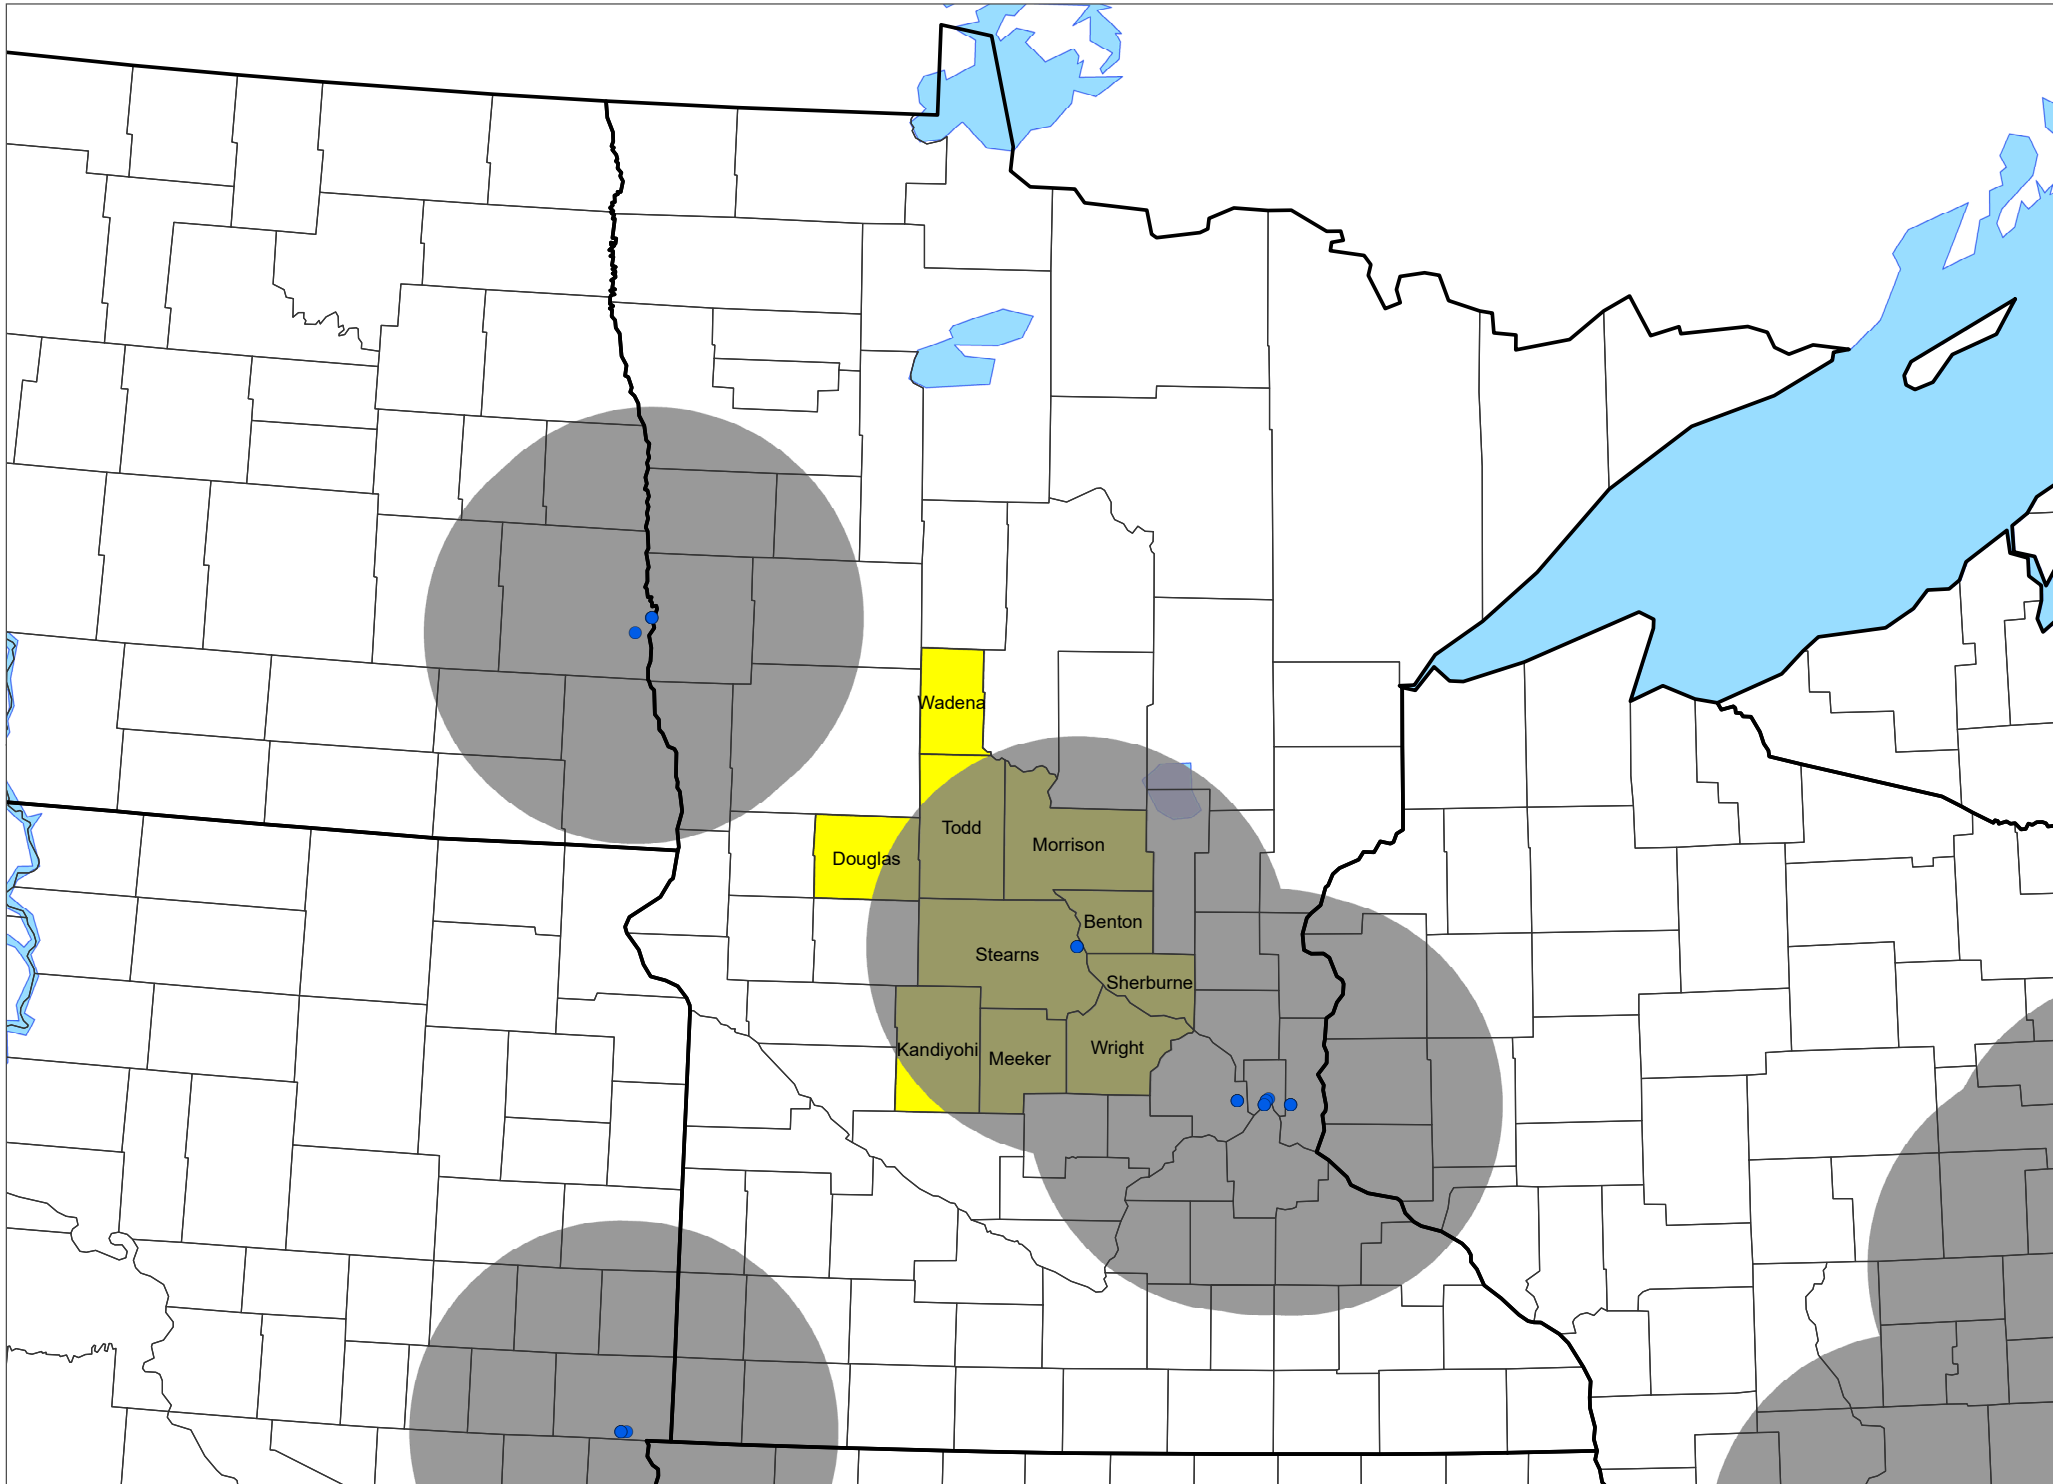 Wadena
Todd
Morrison
Douglas
Benton
Stearns
Sherburne
Kandiyohi
Meeker
Wright